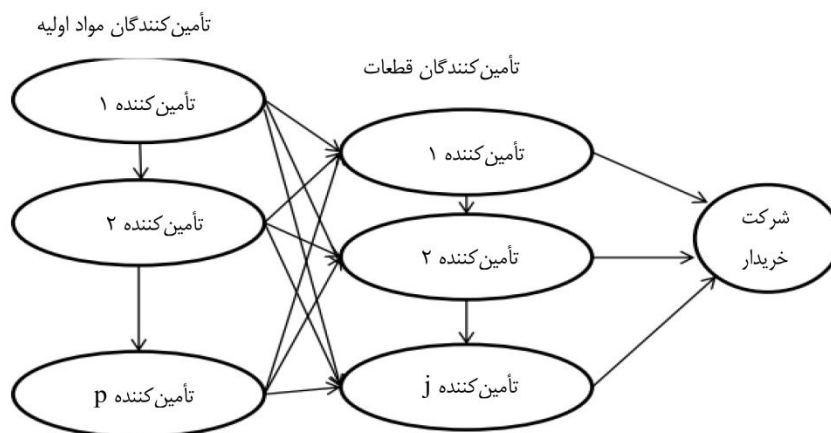 تأمین‌کنندگان مواد اولیه
تأمین‌کنندگان قطعات
تأمین‌کننده ۱
تأمین‌کننده ۱
تأمین‌کننده ۲
شرکت
خریدار
تأمین‌کننده ۲
تأمین‌کننده j
تأمین‌کننده p